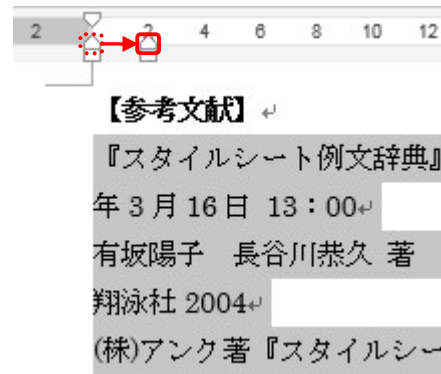 2 2 4 6 8 10 12
【参考文献】↵
『スタイルシート例文辞典』
年 3 月 16 日 13：00↵
有坂陽子　長谷川恭久 著
翔泳社 2004↵
(株)アンク著『スタイルシー